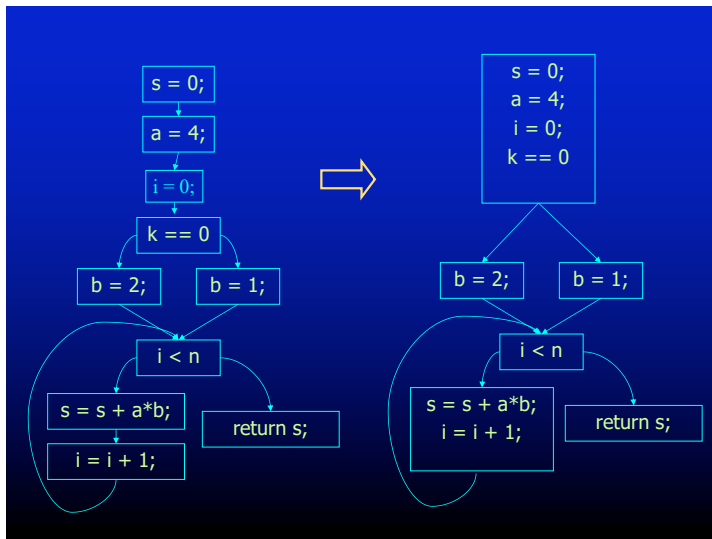 s = 0;
a = 4;
i = 0;
k == 0
b = 2;
b = 1;
i < n
s = s + a*b;
return s;
i = i + 1;
s = 0;
a = 4;
i = 0;
k == 0
b = 2;
b = 1;
i < n
s = s + a*b;
i = i + 1;
return s;